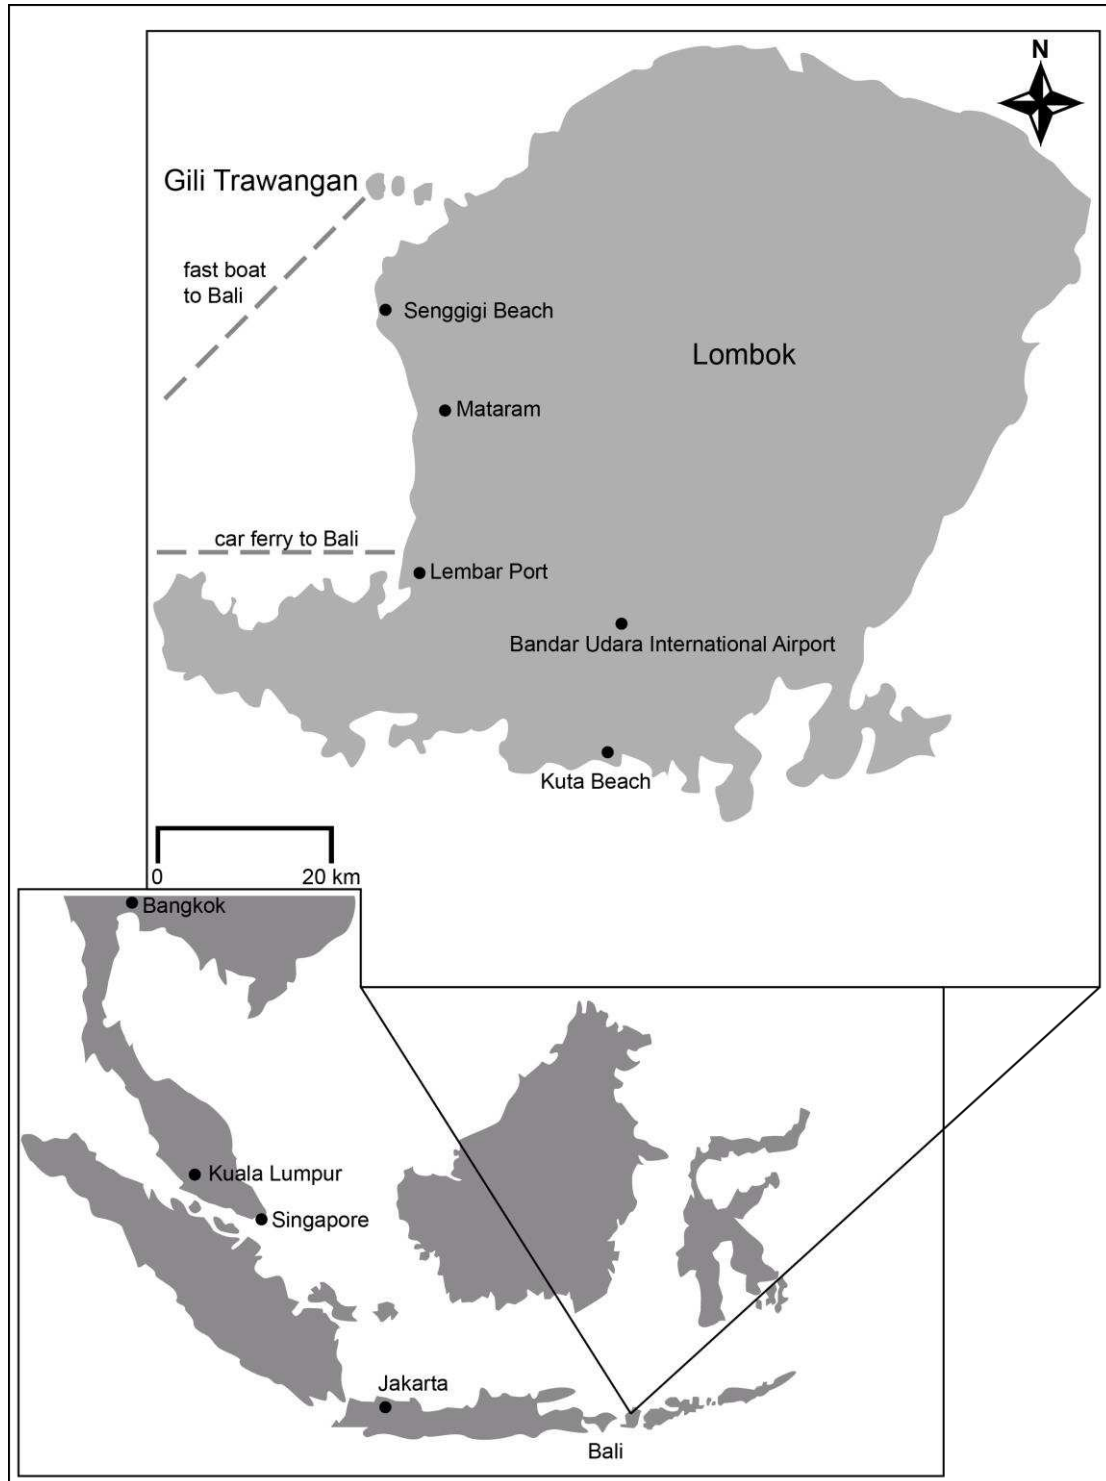 N
Gili Trawangan
fast boat
to Bali
Senggigi Beach
Lombok
Mataram
car ferry to Bali
Lembar Port
Bandar Udara International Airport
Kuta Beach
0
20 km
Bangkok
Kuala Lumpur
Singapore
Jakarta
Bali